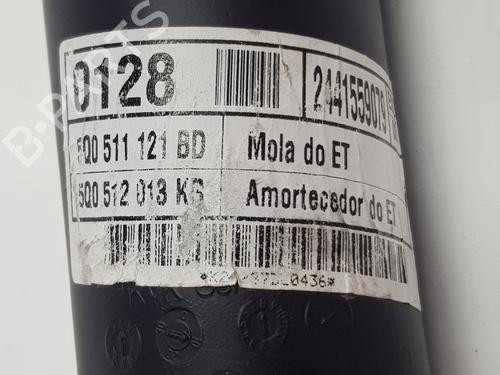 0128
2441559079
5Q0 511 121 BD Mola do ET
5Q0 512 013 KG Amortecedor do ET
B-PARTS